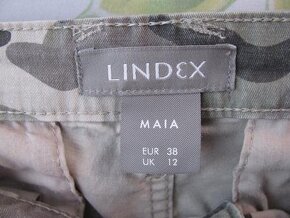 LINDEX
MAIA
EUR 38
UK 12